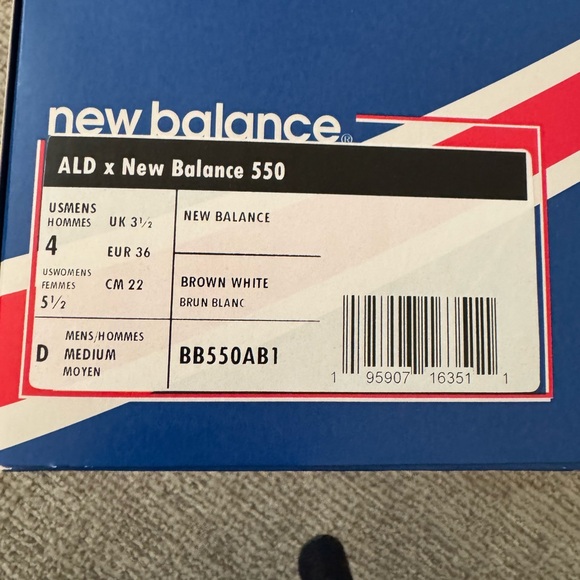 new balance®
ALD x New Balance 550
USMENS
HOMMES
4
USWOMENS
FEMMES
5½
UK 3½
EUR 36
CM 22
NEW BALANCE
BROWN WHITE
BRUN BLANC
D
MENS/HOMMES
MEDIUM
MOYEN
BB550AB1
1 95907 16351 1